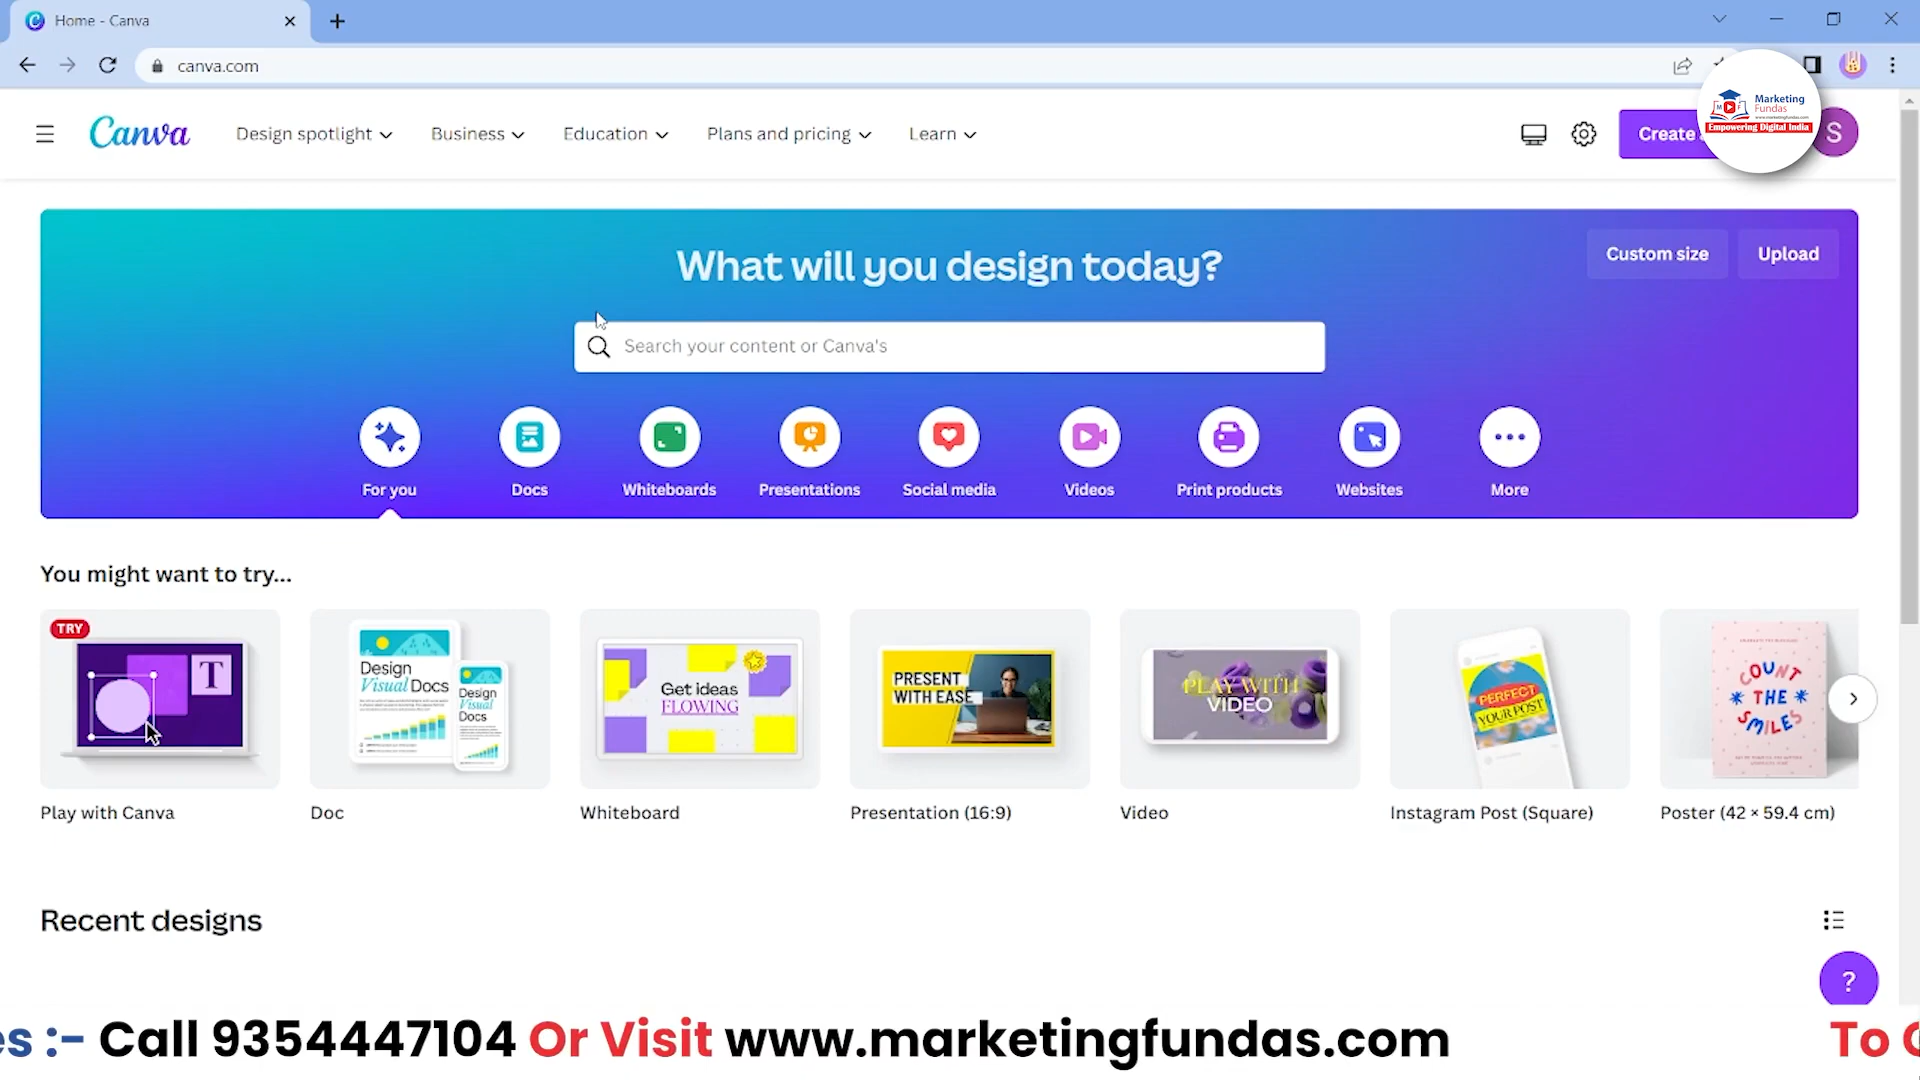 Home - Canva
canva.com
Canva
Design spotlight
Business
Education
Plans and pricing
Learn
Create
Marketing
Fundas
www.marketingfundas.com
Empowering Digital India
S
What will you design today?
Custom size
Upload
Search your content or Canva's
For you
Docs
Whiteboards
Presentations
Social media
Videos
Print products
Websites
More
You might want to try...
TRY
T
Design
Visual Docs
Design
Visual
Docs
Get ideas
FLOWING
PRESENT
WITH EASE
PLAY WITH
VIDEO
PERFECT
YOUR POST
COUNT
THE
SMILES
Play with Canva
Doc
Whiteboard
Presentation (16:9)
Video
Instagram Post (Square)
Poster (42 × 59.4 cm)
Recent designs
?
es :- Call 9354447104 Or Visit www.marketingfundas.com
To